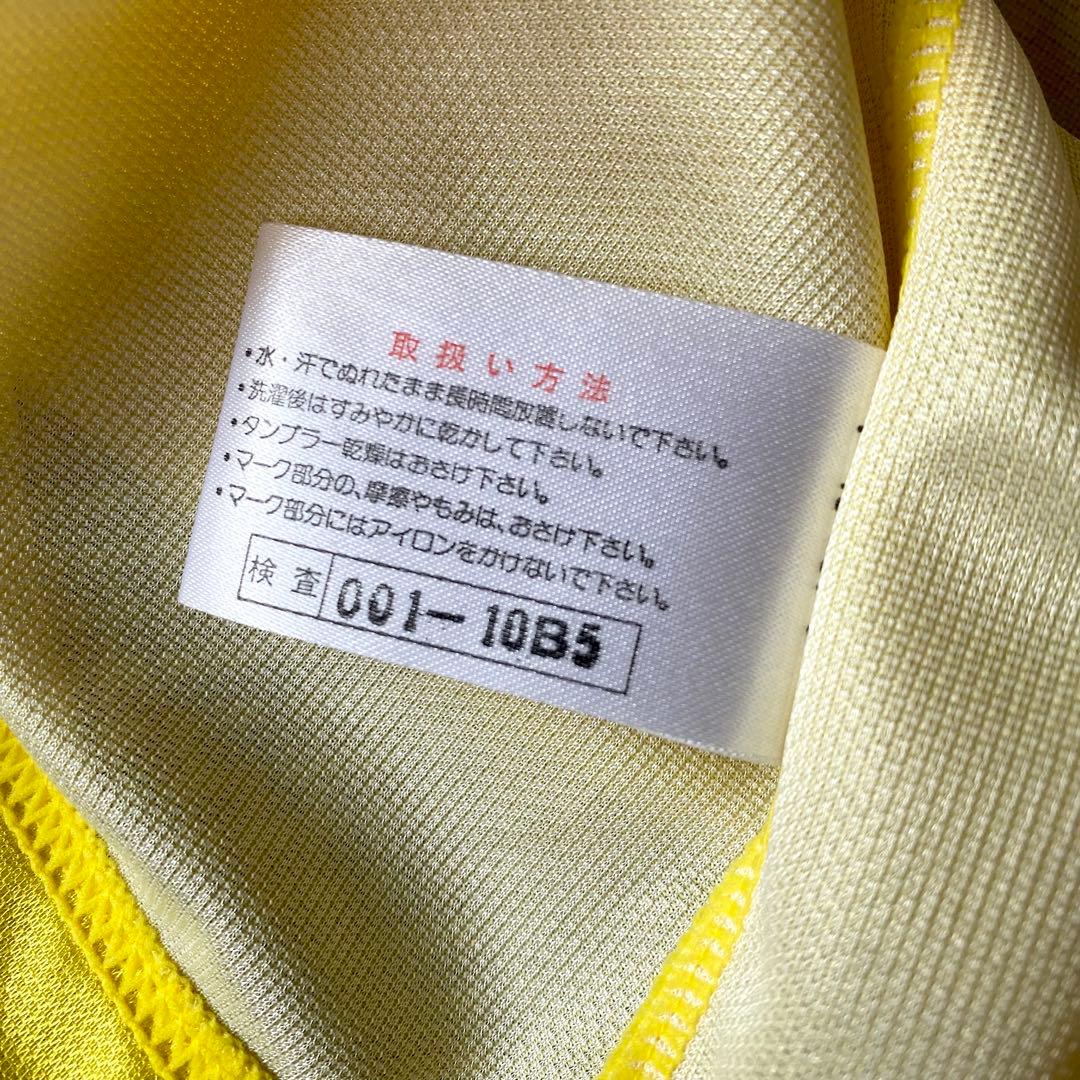 取扱い方法
・水・汗でぬれたまま長時間放置しないで下さい。
・洗濯後はすみやかに乾かして下さい。
・タンブラー乾燥はおさけ下さい。
・マーク部分の、摩擦やもみは、おさけ下さい。
・マーク部分にはアイロンをかけないで下さい。
検査 001-10B5